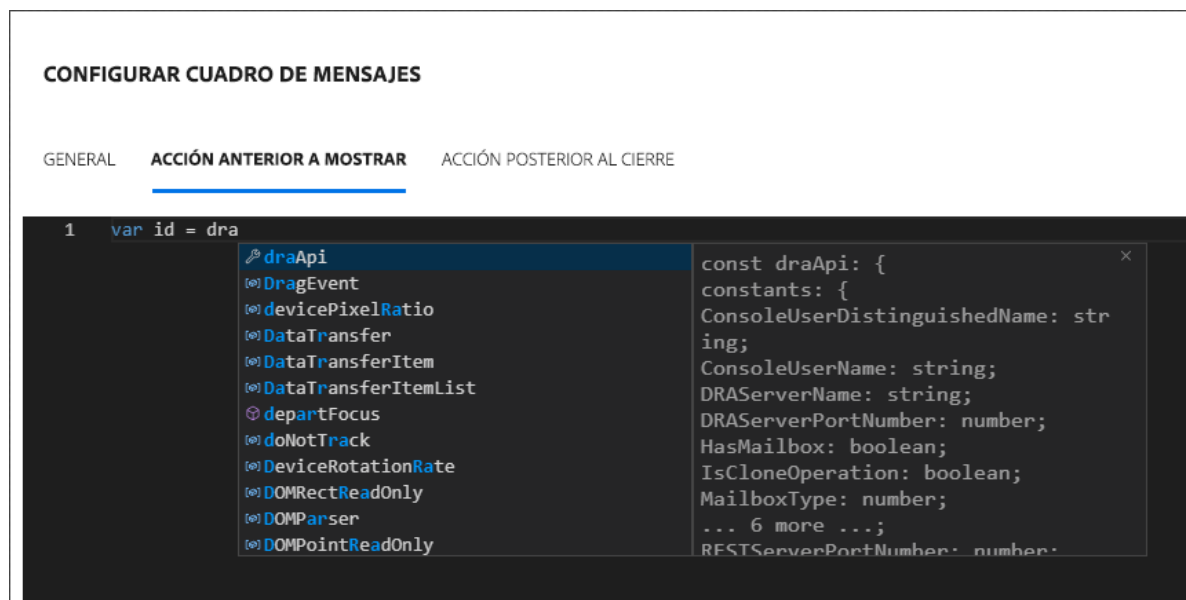 CONFIGURAR CUADRO DE MENSAJES
GENERAL ACCIÓN ANTERIOR A MOSTRAR ACCIÓN POSTERIOR AL CIERRE
1 var id = dra
draApi
DragEvent
devicePixelRatio
DataTransfer
DataTransferItem
DataTransferItemList
departFocus
doNotTrack
DeviceRotationRate
DOMRectReadOnly
DOMParser
DOMPointReadOnly
const draApi: {
constants: {
ConsoleUserDistinguishedName: str
ing;
ConsoleUserName: string;
DRAServerName: string;
DRAServerPortNumber: number;
HasMailbox: boolean;
IsCloneOperation: boolean;
MailboxType: number;
... 6 more ...;
RESTServerPortNumber: number;